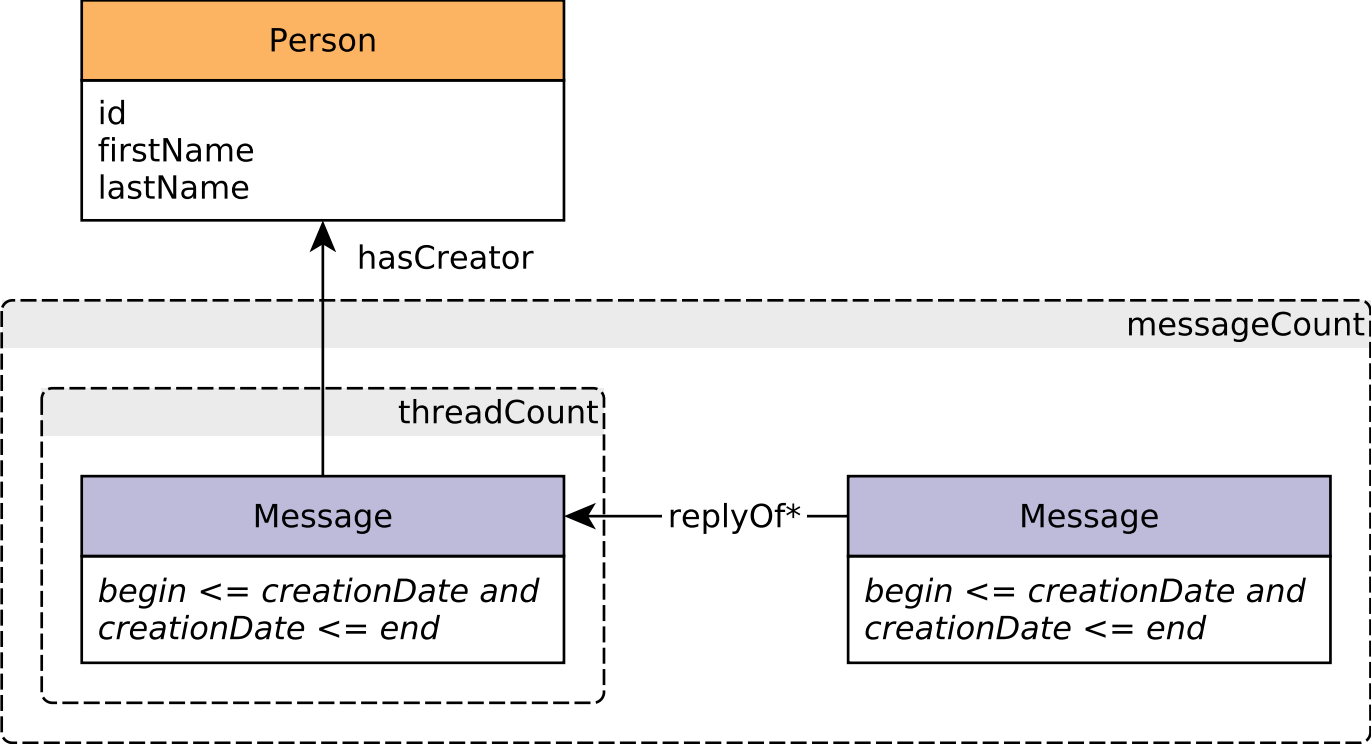 Person
id
firstName
lastName
hasCreator
messageCount
threadCount
Message
begin <= creationDate and
creationDate <= end
replyOf*
Message
begin <= creationDate and
creationDate <= end